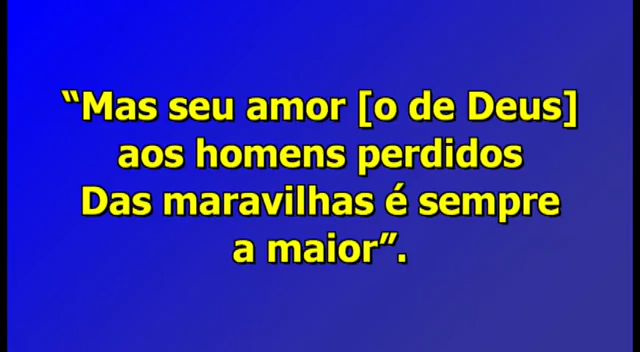 “Mas seu amor [o de Deus]
aos homens perdidos
Das maravilhas é sempre
a maior”.